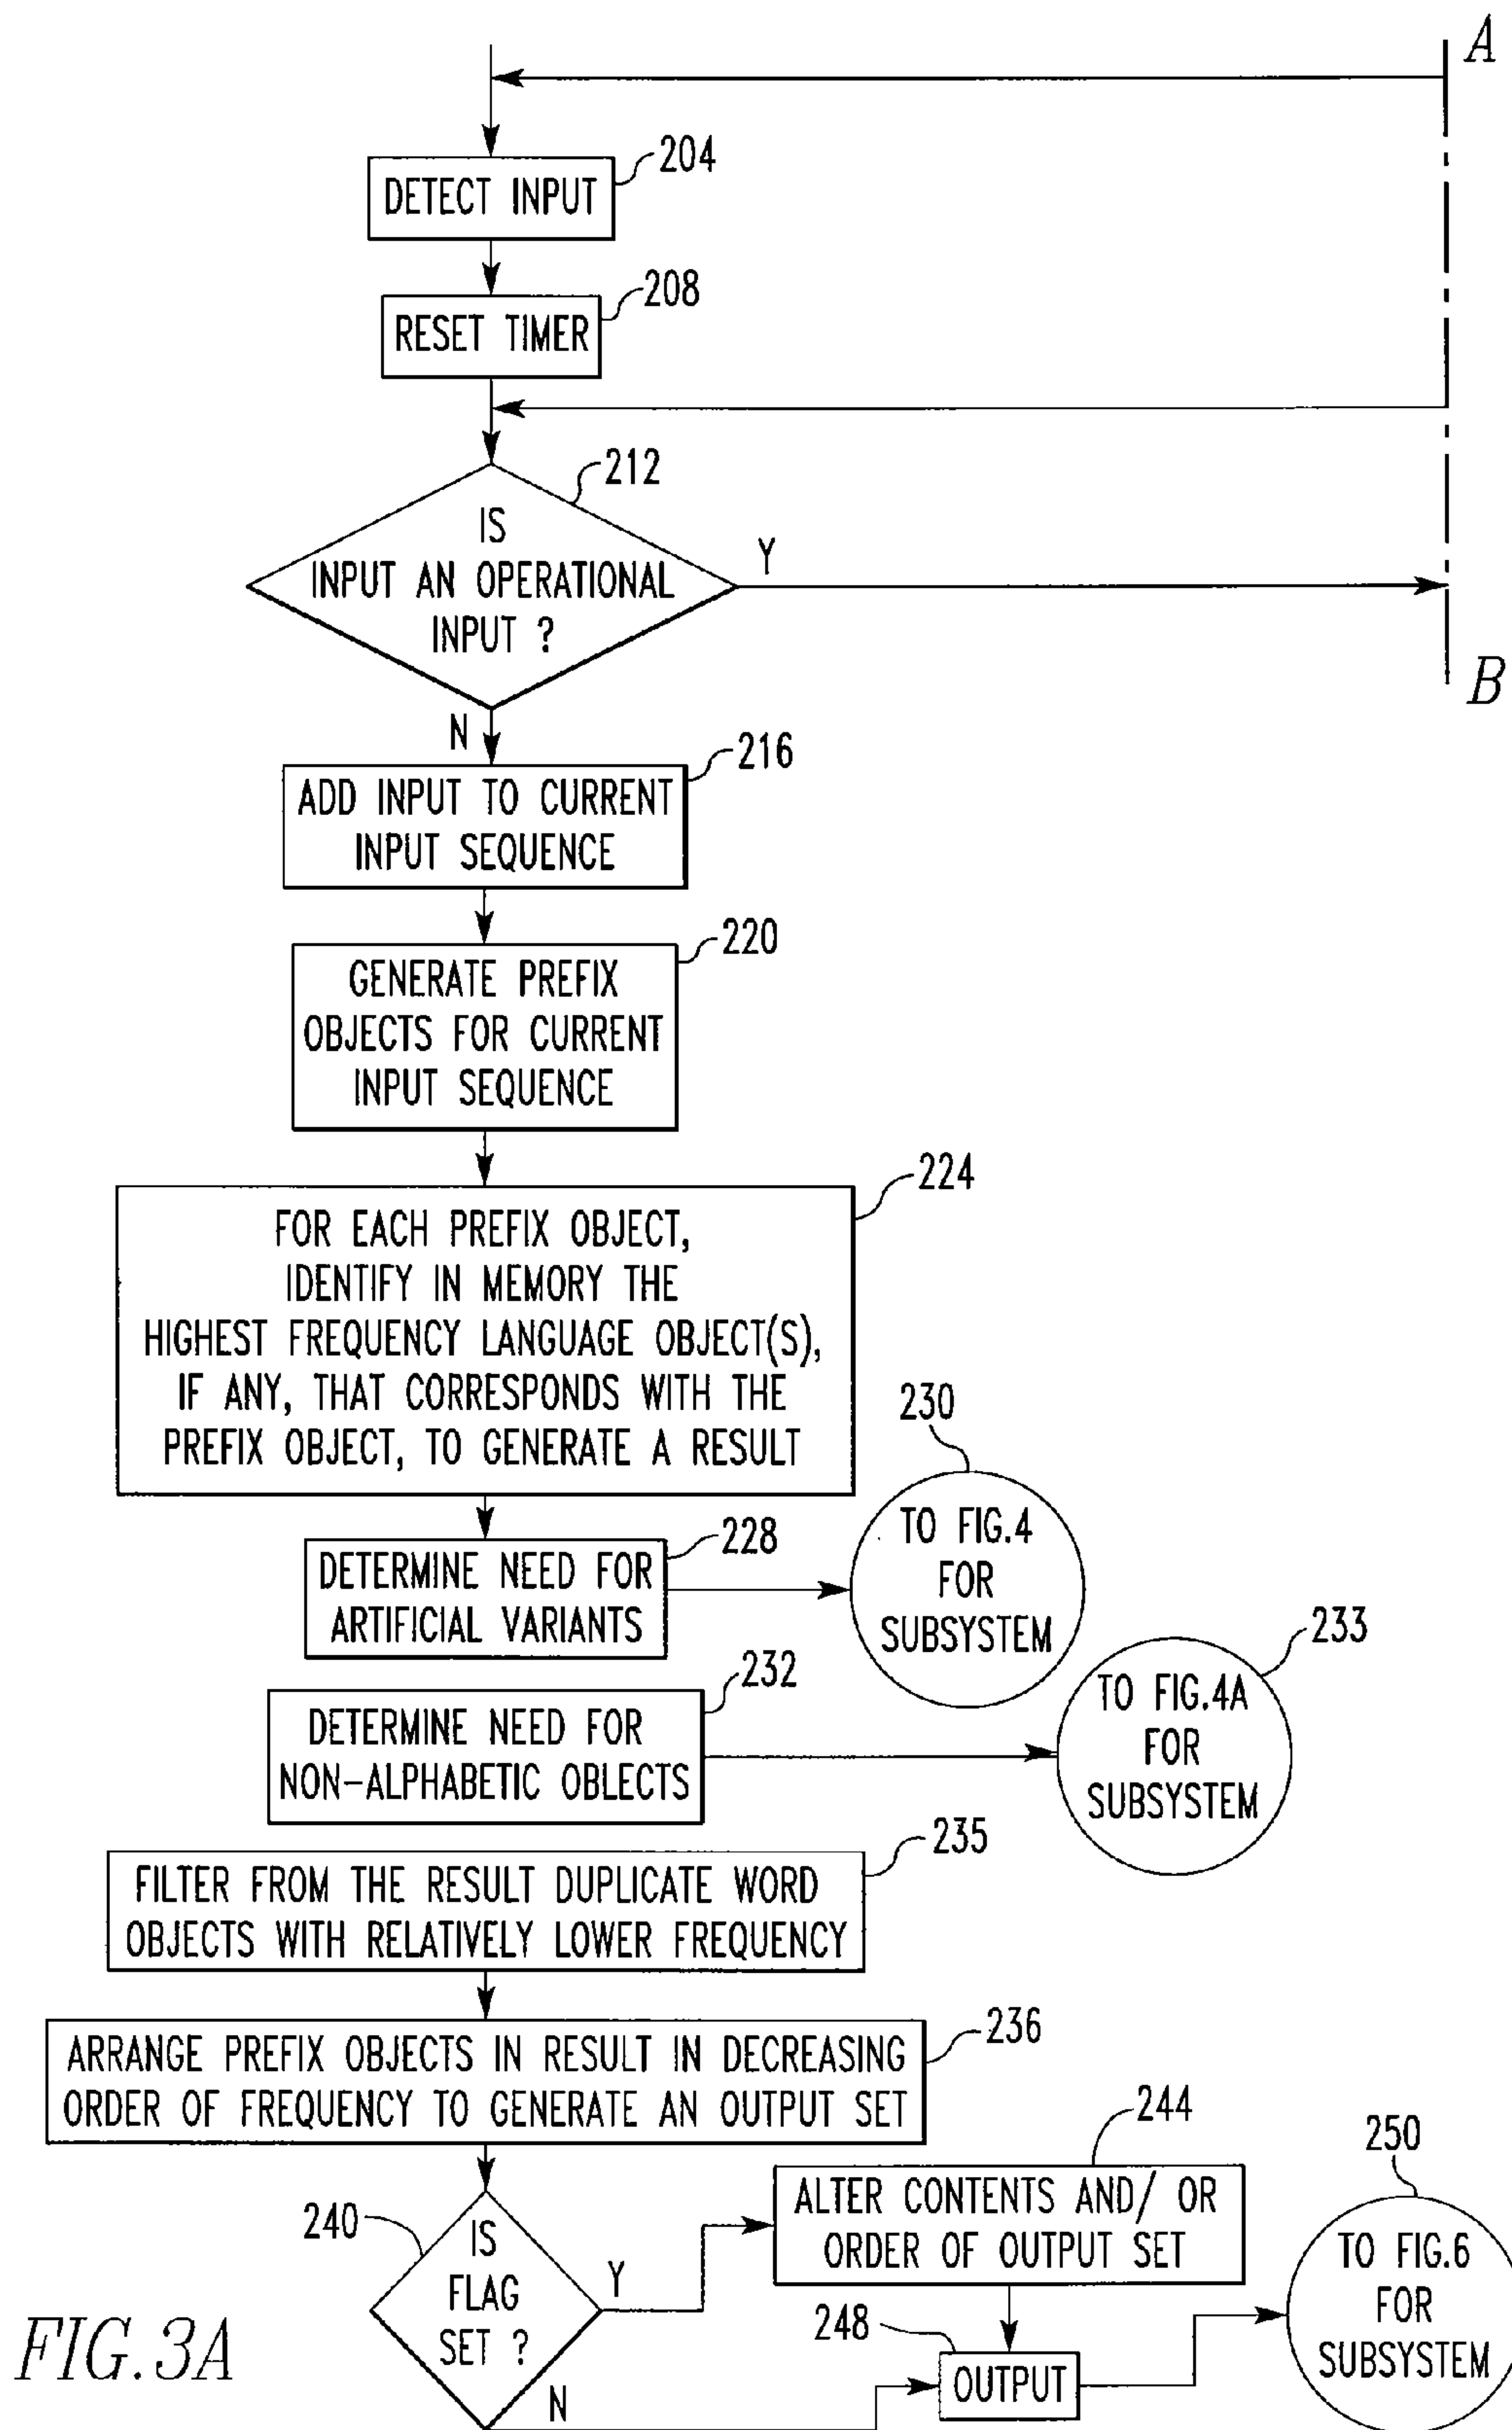 A
204
DETECT INPUT
208
RESET TIMER
212
IS
INPUT AN OPERATIONAL
INPUT ?
Y
B
N
216
ADD INPUT TO CURRENT
INPUT SEQUENCE
220
GENERATE PREFIX
OBJECTS FOR CURRENT
INPUT SEQUENCE
224
FOR EACH PREFIX OBJECT,
IDENTIFY IN MEMORY THE
HIGHEST FREQUENCY LANGUAGE OBJECT(S),
IF ANY, THAT CORRESPONDS WITH THE
PREFIX OBJECT, TO GENERATE A RESULT
228
DETERMINE NEED FOR
ARTIFICIAL VARIANTS
230
TO FIG.4
FOR
SUBSYSTEM
232
DETERMINE NEED FOR
NON-ALPHABETIC OBLECTS
233
TO FIG.4A
FOR
SUBSYSTEM
235
FILTER FROM THE RESULT DUPLICATE WORD
OBJECTS WITH RELATIVELY LOWER FREQUENCY
236
ARRANGE PREFIX OBJECTS IN RESULT IN DECREASING
ORDER OF FREQUENCY TO GENERATE AN OUTPUT SET
240
IS
FLAG
SET ?
Y
N
244
ALTER CONTENTS AND/ OR
ORDER OF OUTPUT SET
248
OUTPUT
250
TO FIG.6
FOR
SUBSYSTEM
FIG.3A